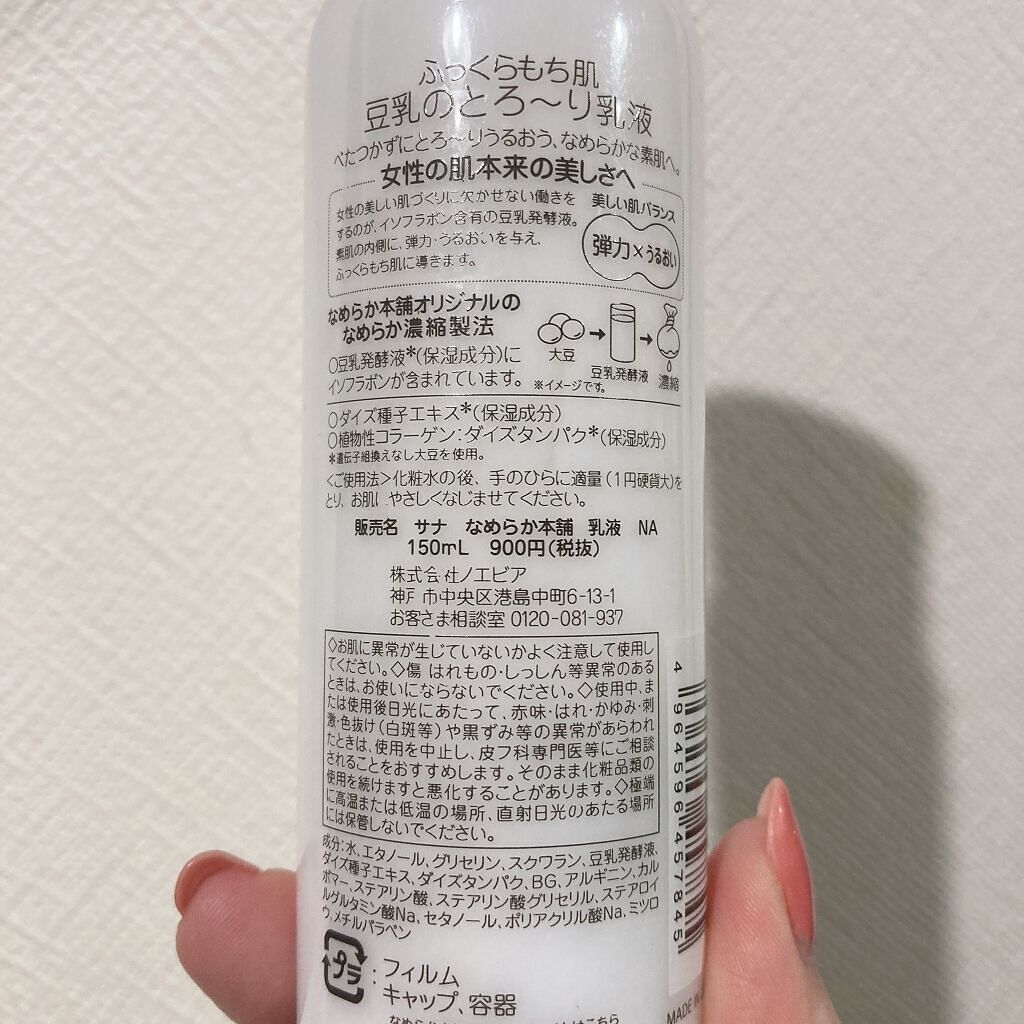 ふっくらもち肌
豆乳のとろ～り乳液
べたつかずにとろ～りうるおう、なめらかな素肌へ。
女性の肌本来の美しさへ
女性の美しい肌づくりに欠かせない働きを
するのが、イソフラボン含有の豆乳発酵液。
素肌の内側に、弾力・うるおいを与え、
ふっくらもち肌に導きます。
美しい肌バランス
弾力×うるおい
なめらか本舗オリジナルの
なめらか濃縮製法
○豆乳発酵液*(保湿成分)に
イソフラボンが含まれています。
大豆
豆乳発酵液
濃縮
※イメージです。
○ダイズ種子エキス*(保湿成分)
○植物性コラーゲン:ダイズタンパク*(保湿成分)
*遺伝子組換えなし大豆を使用。
<ご使用法>化粧水の後、手のひらに適量(1円硬貨大)を
とり、お肌にやさしくなじませてください。
販売名 サナ なめらか本舗 乳液 NA
150mL 900円(税抜)
株式会社ノエビア
神戸市中央区港島中町6-13-1
お客さま相談室 0120-081-937
◇お肌に異常が生じていないかよく注意して使用し
てください。◇傷 はれもの・しっしん等異常のある
ときは、お使いにならないでください。◇使用中、ま
たは使用後日光にあたって、赤味・はれ・かゆみ・刺
激・色抜け(白斑等)や黒ずみ等の異常があらわれ
たときは、使用を中止し、皮フ科専門医等にご相談
されることをおすすめします。そのまま化粧品類の
使用を続けますと悪化することがあります。◇極端
に高温または低温の場所、直射日光のあたる場所
には保管しないでください。
成分:水、エタノール、グリセリン、スクワラン、豆乳発酵液、
ダイズ種子エキス、ダイズタンパク、BG、アルギニン、カル
ボマー、ステアリン酸、ステアリン酸グリセリル、ステアロイ
ルグルタミン酸Na、セタノール、ポリアクリル酸Na、ミツロ
ウ、メチルパラベン
プラ
:フィルム
キャップ、容器
4 964596 457845
MADE IN